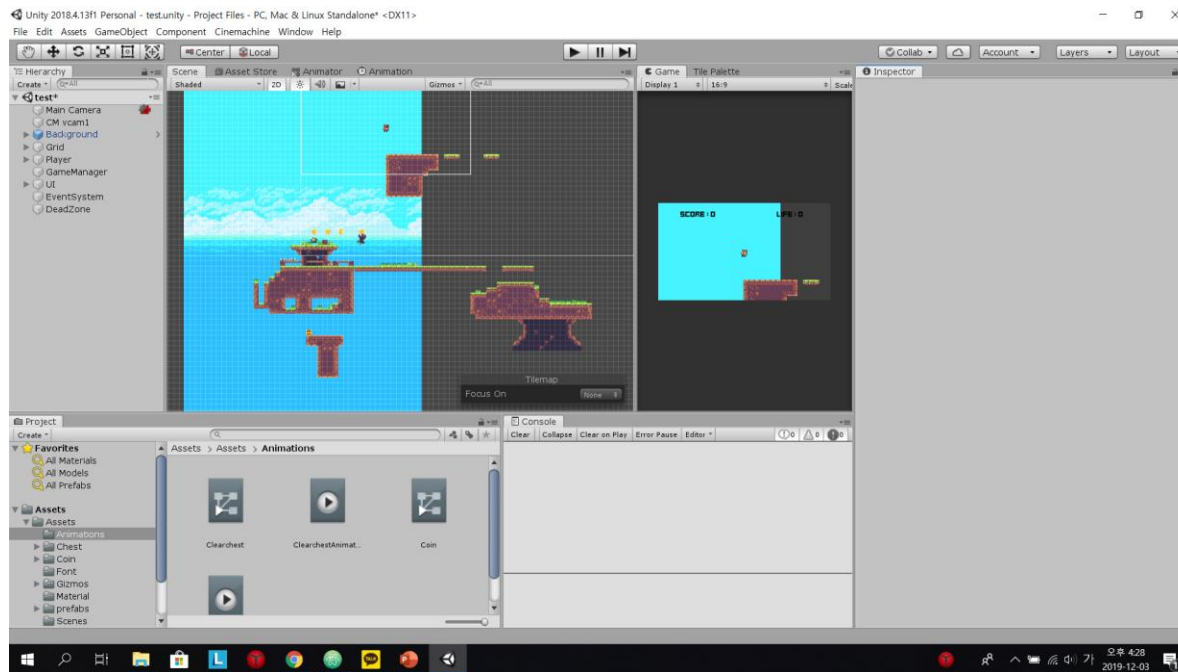 Unity 2018.4.13f1 Personal - test.unity - Project Files - PC, Mac & Linux Standalone* <DX11>
File Edit Assets GameObject Component Cinemachine Window Help
Center Local Collab Account Layers Layout
Hierarchy
Create All
test*
Main Camera
CM vcam1
Background
Grid
Player
GameManager
UI
EventSystem
DeadZone
Scene Asset Store Animator Animation
Shaded 2D Gizmos All
Tilemap
Focus On None
Game Tile Palette
Display 1 16:9 Scale
SCORE : 0 LIFE : 0
Inspector
Project
Create
Favorites
All Materials
All Models
All Prefabs
Assets
Assets
Animations
Chest
Coin
Font
Gizmos
Material
prefabs
Scenes
Assets > Assets > Animations
Clearchest ClearchestAnimat... Coin
Console
Clear Collapse Clear on Play Error Pause Editor 0 0 0
L TALK P 가 오후 4:28
2019-12-03